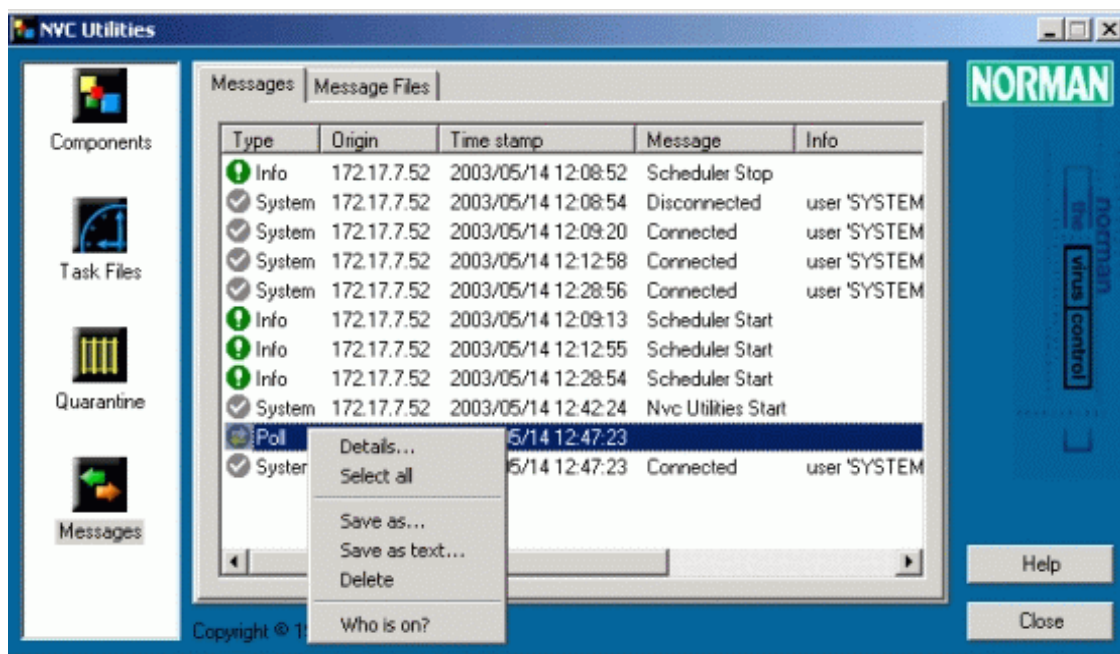 NVC Utilities
Components
Task Files
Quarantine
Messages
Messages Message Files
Type Origin Time stamp Message Info
Info 172.17.7.52 2003/05/14 12:08:52 Scheduler Stop
System 172.17.7.52 2003/05/14 12:08:54 Disconnected user 'SYSTEM
System 172.17.7.52 2003/05/14 12:09:20 Connected user 'SYSTEM
System 172.17.7.52 2003/05/14 12:12:58 Connected user 'SYSTEM
System 172.17.7.52 2003/05/14 12:28:56 Connected user 'SYSTEM
Info 172.17.7.52 2003/05/14 12:09:13 Scheduler Start
Info 172.17.7.52 2003/05/14 12:12:55 Scheduler Start
Info 172.17.7.52 2003/05/14 12:28:54 Scheduler Start
System 172.17.7.52 2003/05/14 12:42:24 Nvc Utilities Start
Poll 5/14 12:47:23
System 5/14 12:47:23 Connected user 'SYSTEM
Details...
Select all
Save as...
Save as text...
Delete
Who is on?
Copyright ©
NORMAN
norman
the virus control
Help
Close